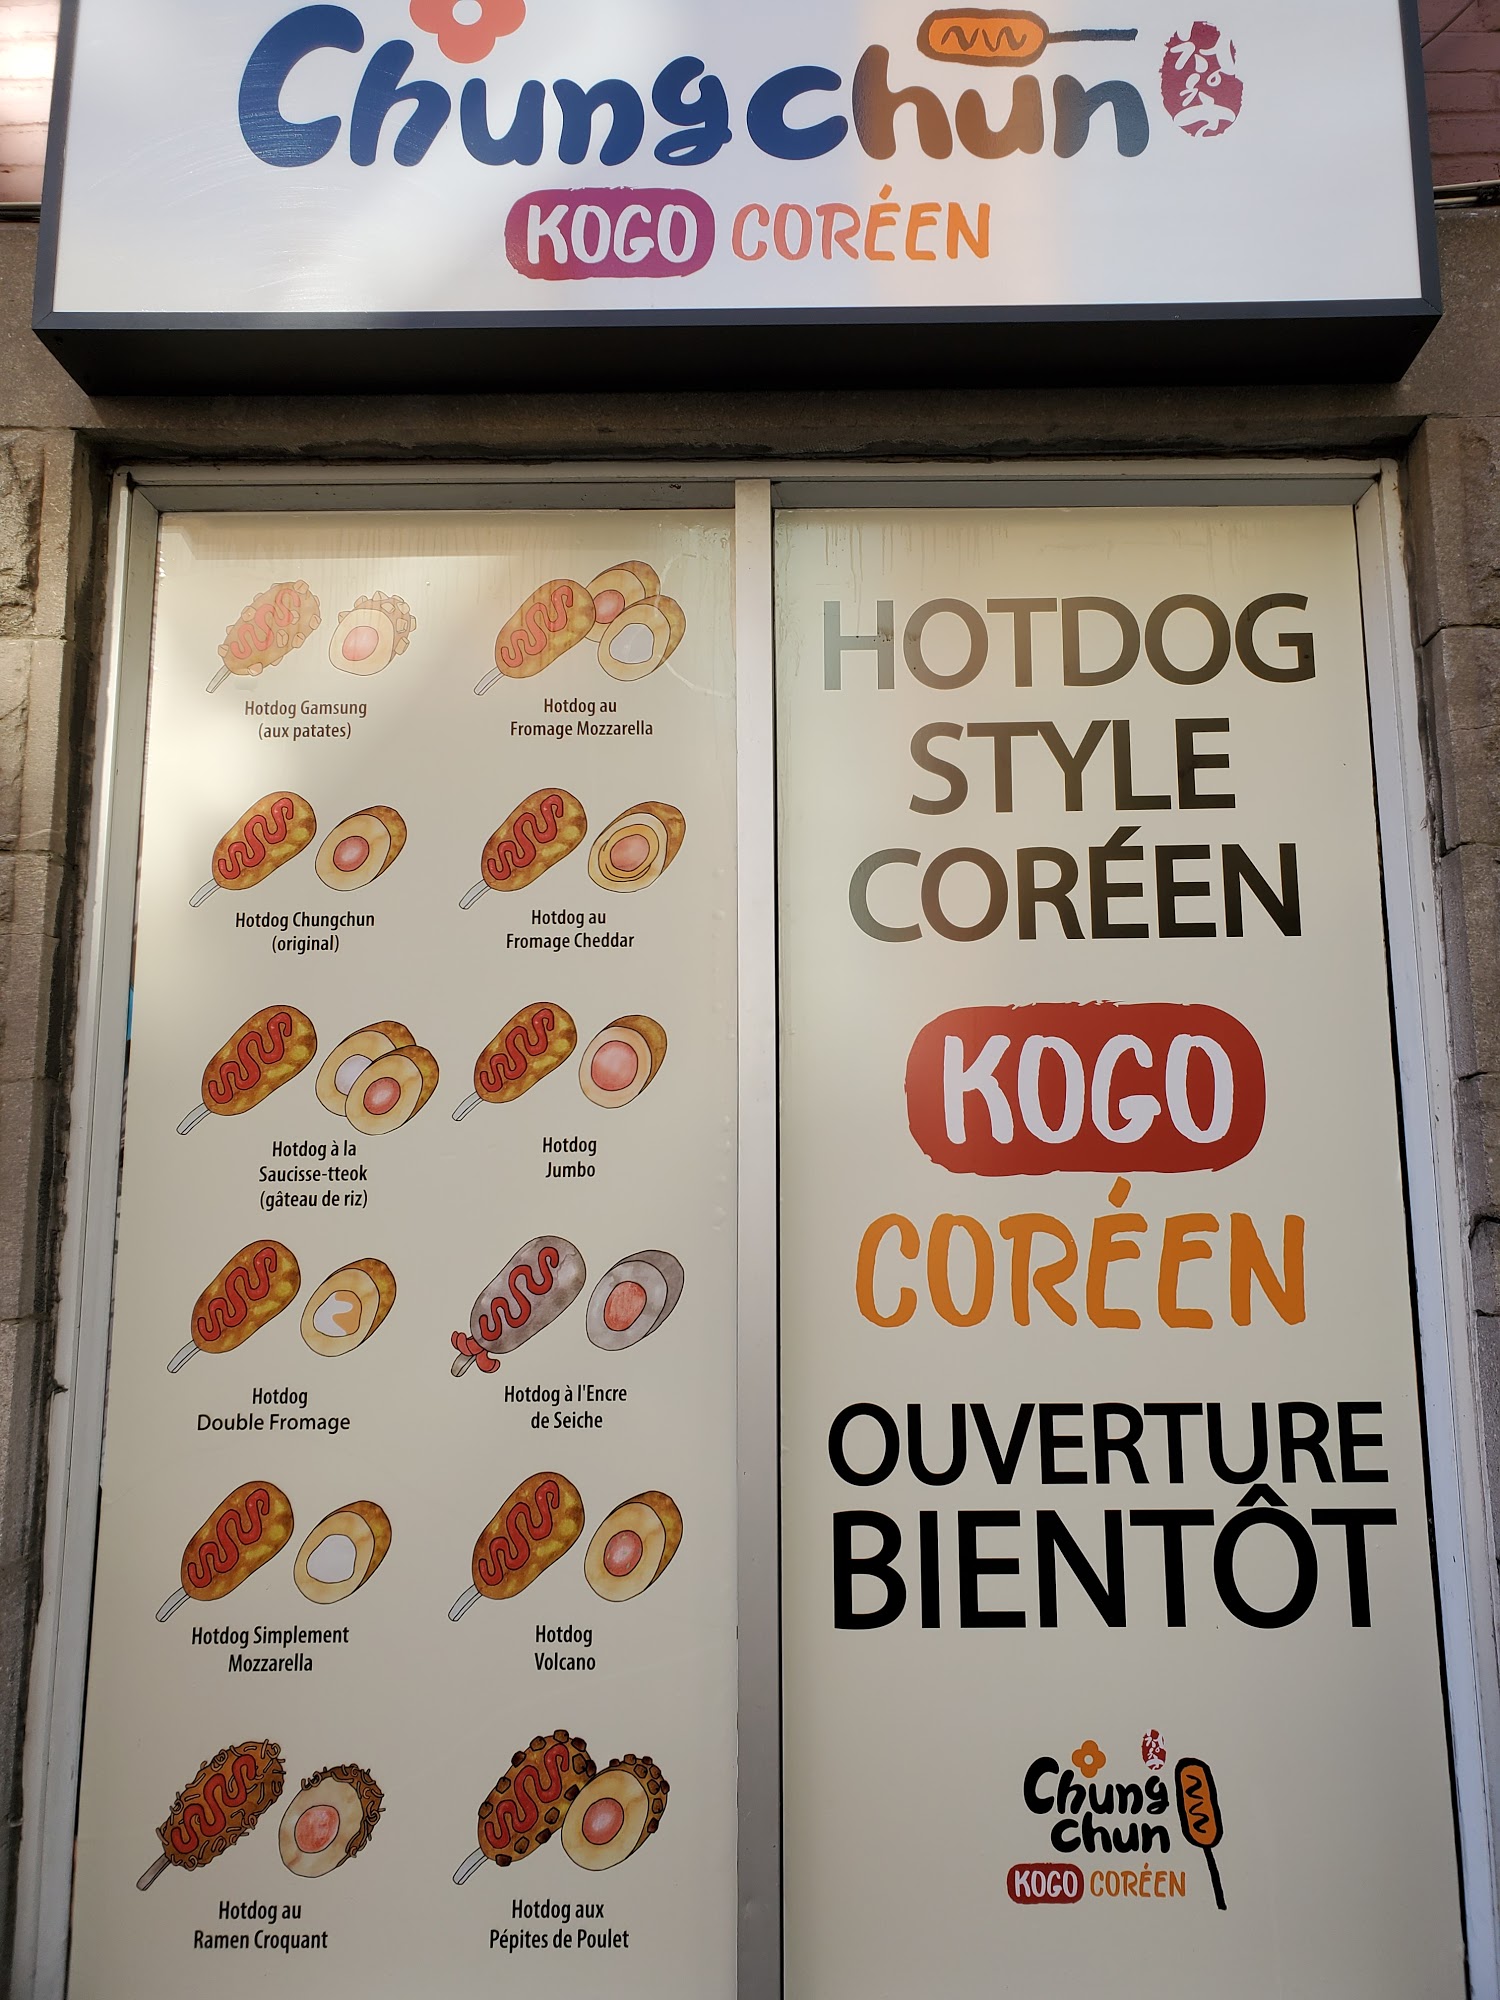 Chungchun
청춘
KOGO CORÉEN
Hotdog Gamsung
(aux patates)
Hotdog au
Fromage Mozzarella
Hotdog Chungchun
(original)
Hotdog au
Fromage Cheddar
Hotdog à la
Saucisse-tteok
(gâteau de riz)
Hotdog
Jumbo
Hotdog
Double Fromage
Hotdog à l'Encre
de Seiche
Hotdog Simplement
Mozzarella
Hotdog
Volcano
Hotdog au
Ramen Croquant
Hotdog aux
Pépites de Poulet
HOTDOG
STYLE
CORÉEN
KOGO
CORÉEN
OUVERTURE
BIENTÔT
청춘
Chung
chun
KOGO CORÉEN